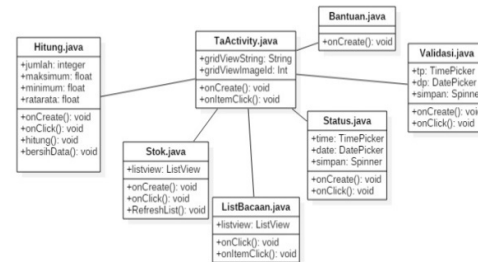 Bantuan.java
+onCreate(): void
Hitung.java
+jumlah: integer
+maksimum: float
+minimum: float
+ratarata: float
+onCreate(): void
+onClick(): void
+hitung(): void
+bersihData(): void
TaActivity.java
+gridViewString: String
+gridViewImageId: Int
+onCreate(): void
+onItemClick(): void
Validasi.java
+tp: TimePicker
+dp: DatePicker
+simpan: Spinner
+onCreate(): void
+onClick(): void
Stok.java
+listview: ListView
+onCreate(): void
+onClick(): void
+RefreshList(): void
Status.java
+time: TimePicker
+date: DatePicker
+simpan: Spinner
+onCreate(): void
+onClick(): void
ListBacaan.java
+listview: ListView
+onClick(): void
+onItemClick(): void